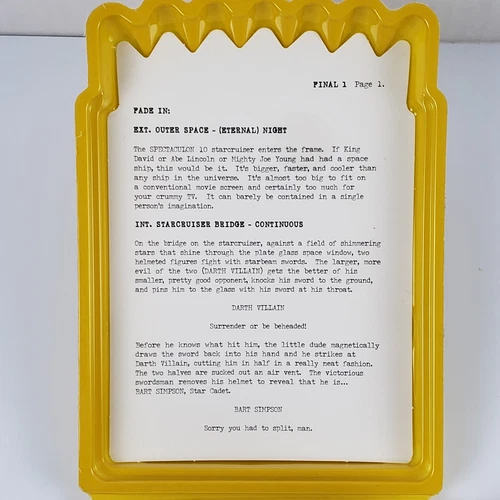 FINAL 1 Page 1.
FADE IN:
EXT. OUTER SPACE - (ETERNAL) NIGHT
The SPECTACULON 10 starcruiser enters the frame. If King
David or Abe Lincoln or Mighty Joe Young had had a space
ship, this would be it. It's bigger, faster, and cooler than
any ship in the universe. It's almost too big to fit on
a conventional movie screen and certainly too much for
your crummy TV. It can barely be contained in a single
person's imagination.
INT. STARCRUISER BRIDGE - CONTINUOUS
On the bridge on the starcruiser, against a field of shimmering
stars that shine through the plate glass space window, two
helmeted figures fight with starbeam swords. The larger, more
evil of the two (DARTH VILLAIN) gets the better of his
smaller, pretty good opponent, knocks his sword to the ground,
and pins him to the glass with his sword at his throat.
DARTH VILLAIN
Surrender or be beheaded!
Before he knows what hit him, the little dude magnetically
draws the sword back into his hand and he strikes at
Darth Villain, cutting him in half in a really neat fashion.
The two halves are sucked out an air vent. The victorious
swordsman removes his helmet to reveal that he is...
BART SIMPSON, Star Cadet.
BART SIMPSON
Sorry you had to split, man.